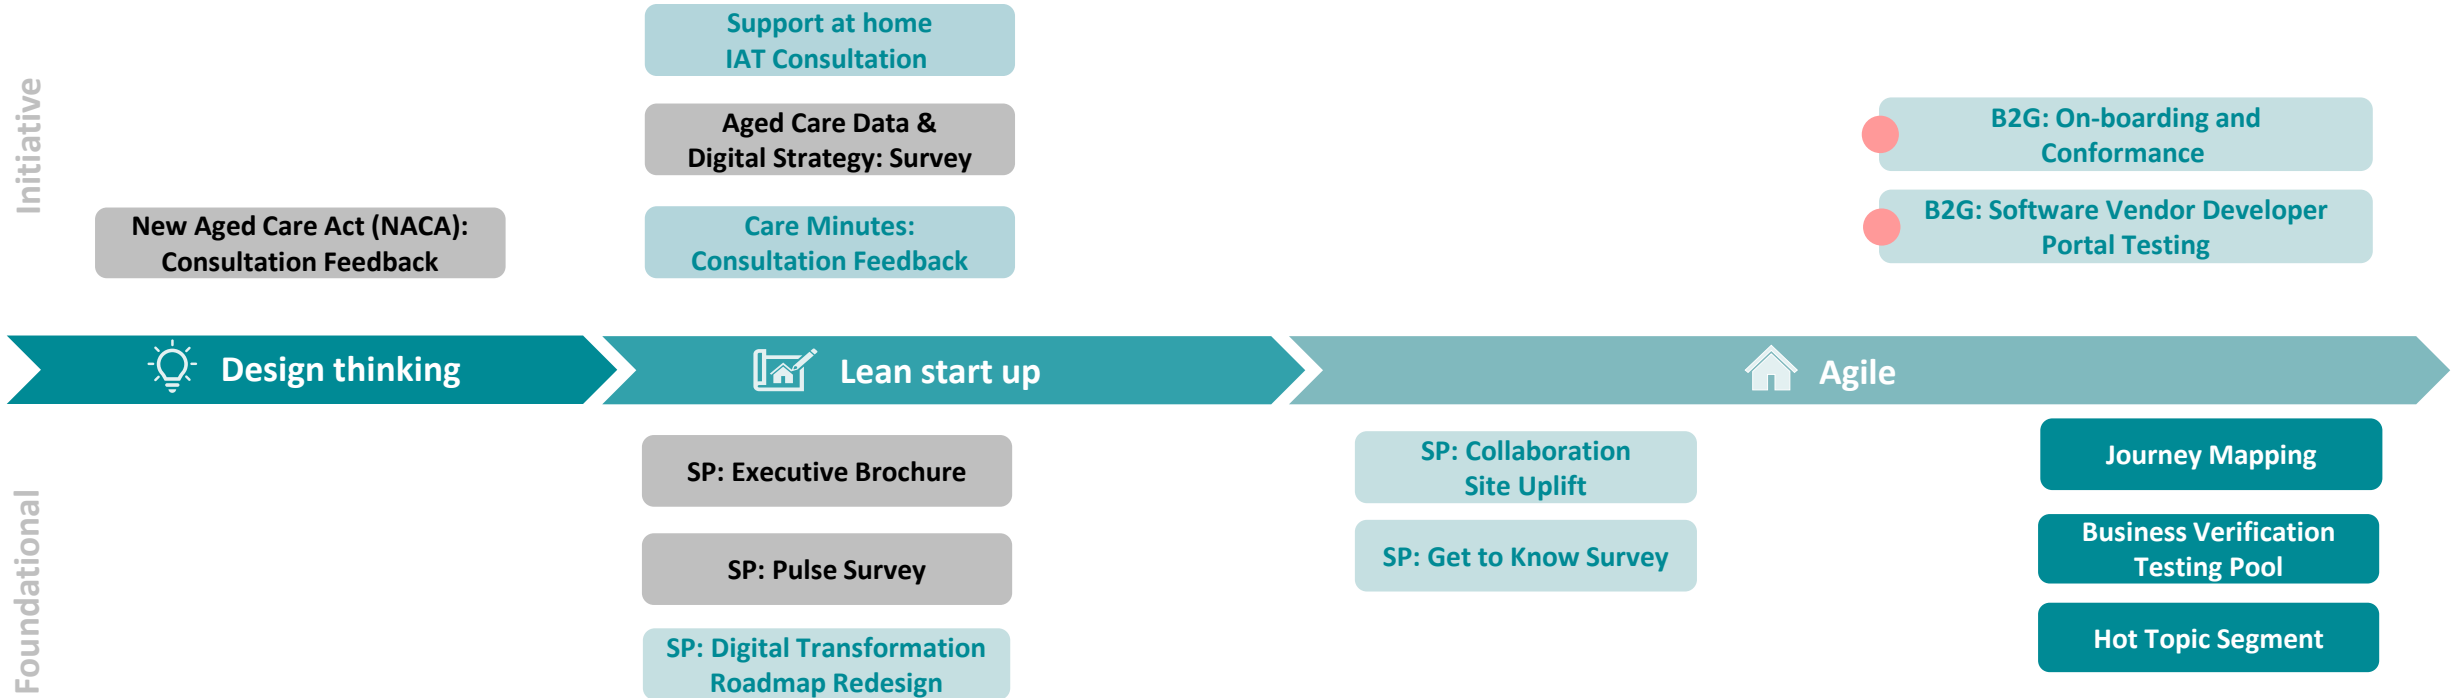 Initiative
Support at home
IAT Consultation
Aged Care Data &
Digital Strategy: Survey
New Aged Care Act (NACA):
Consultation Feedback
Care Minutes:
Consultation Feedback
B2G: On-boarding and
Conformance
B2G: Software Vendor Developer
Portal Testing
Design thinking
Lean start up
Agile
Foundational
SP: Executive Brochure
SP: Pulse Survey
SP: Digital Transformation
Roadmap Redesign
SP: Collaboration
Site Uplift
SP: Get to Know Survey
Journey Mapping
Business Verification
Testing Pool
Hot Topic Segment